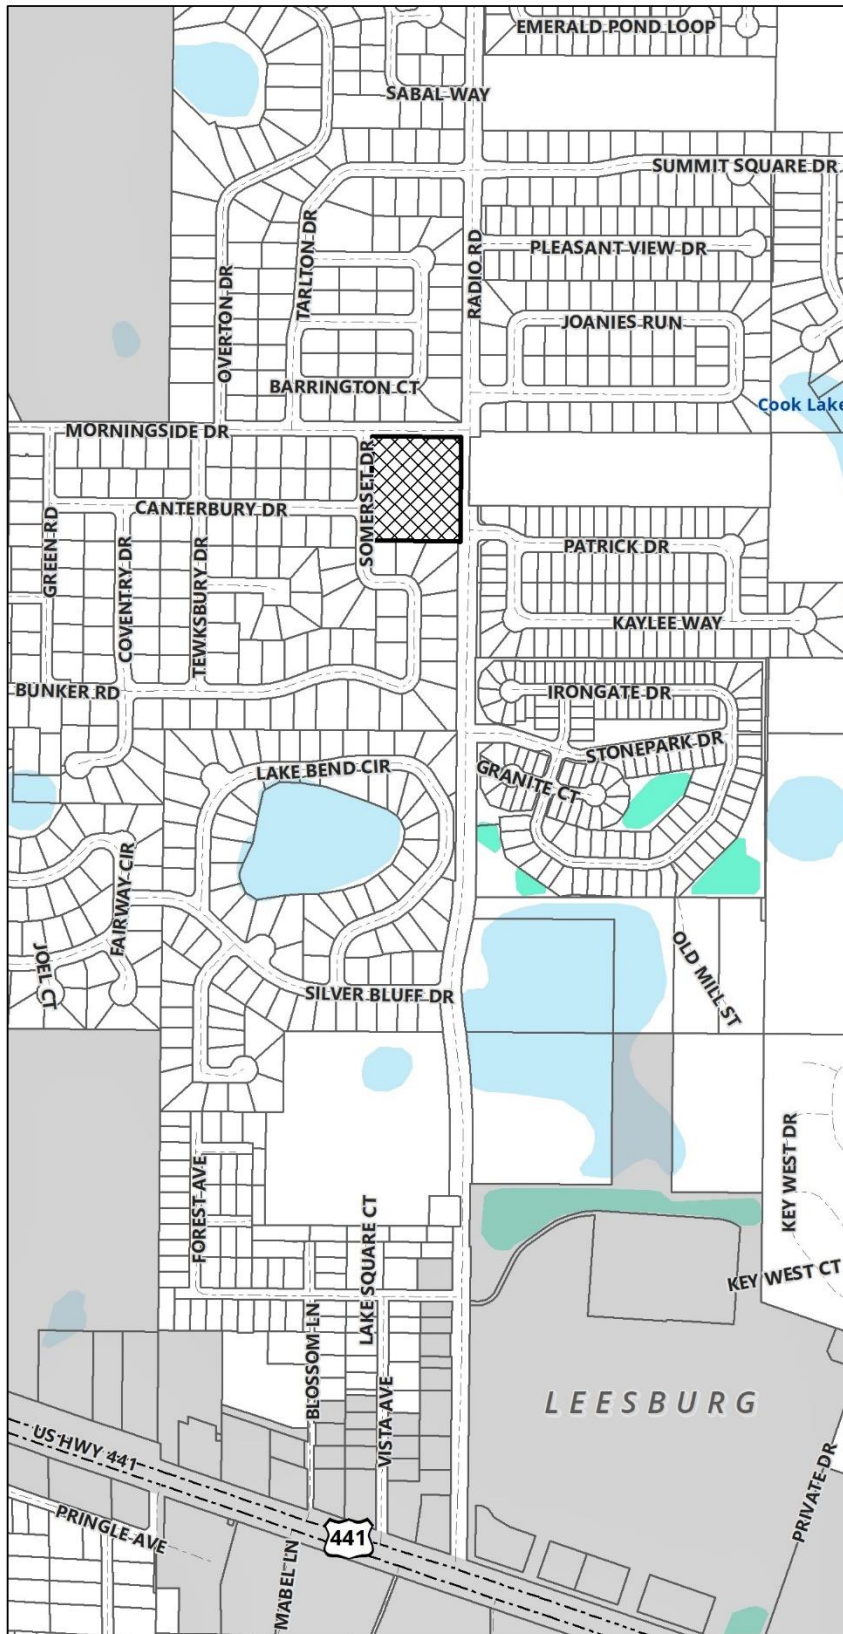 EMERALD POND LOOP
SABAL WAY
SUMMIT SQUARE DR
TARLTON DR
RADIO RD
PLEASANT VIEW DR
OVERTON DR
JOANIES RUN
BARRINGTON CT
Cook Lake
MORNINGSIDE DR
SOMERSET DR
CANTERBURY DR
GREEN RD
COVENTRY DR
TEWKSBURY DR
PATRICK DR
KAYLEE WAY
BUNKER RD
IRONGATE DR
STONEPARK DR
LAKE BEND CIR
GRANITE CT
FAIRWAY CIR
JOEL CT
OLD MILL ST
SILVER BLUFF DR
KEY WEST DR
FOREST AVE
LAKE SQUARE CT
KEY WEST CT
BLOSSOM LN
VISTA AVE
LEESBURG
US HWY 441
PRIVATE DR
PRINGLE AVE
441
MABEL LN